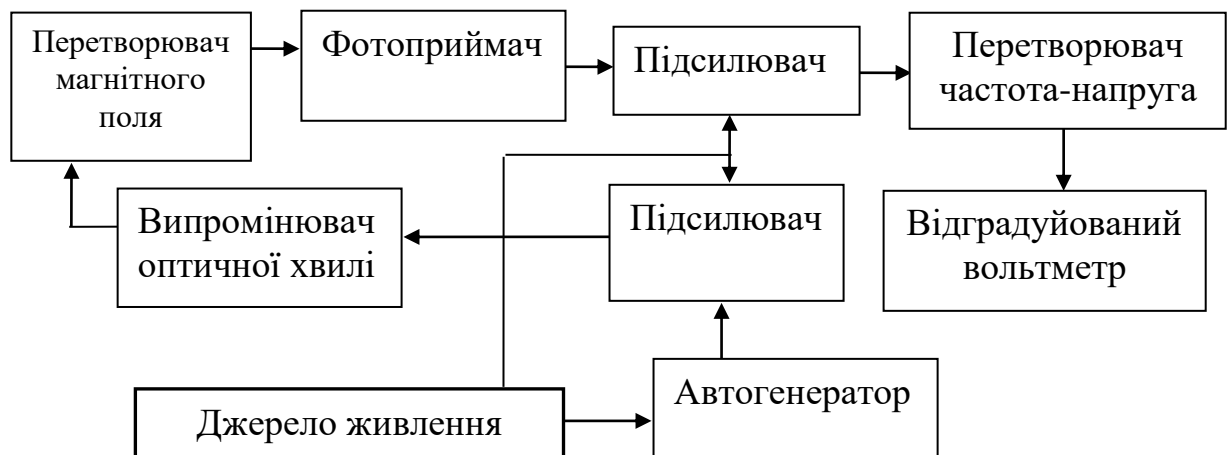 Перетворювач
магнітного
поля
Фотоприймач
Підсилювач
Перетворювач
частота-напруга
Випромінювач
оптичної хвилі
Підсилювач
Відградуйований
вольтметр
Джерело живлення
Автогенератор